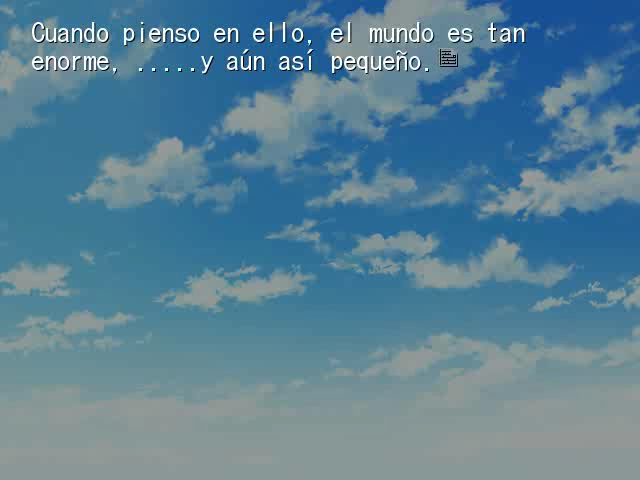 Cuando pienso en ello, el mundo es tan
enorme, .....y aún así pequeño.